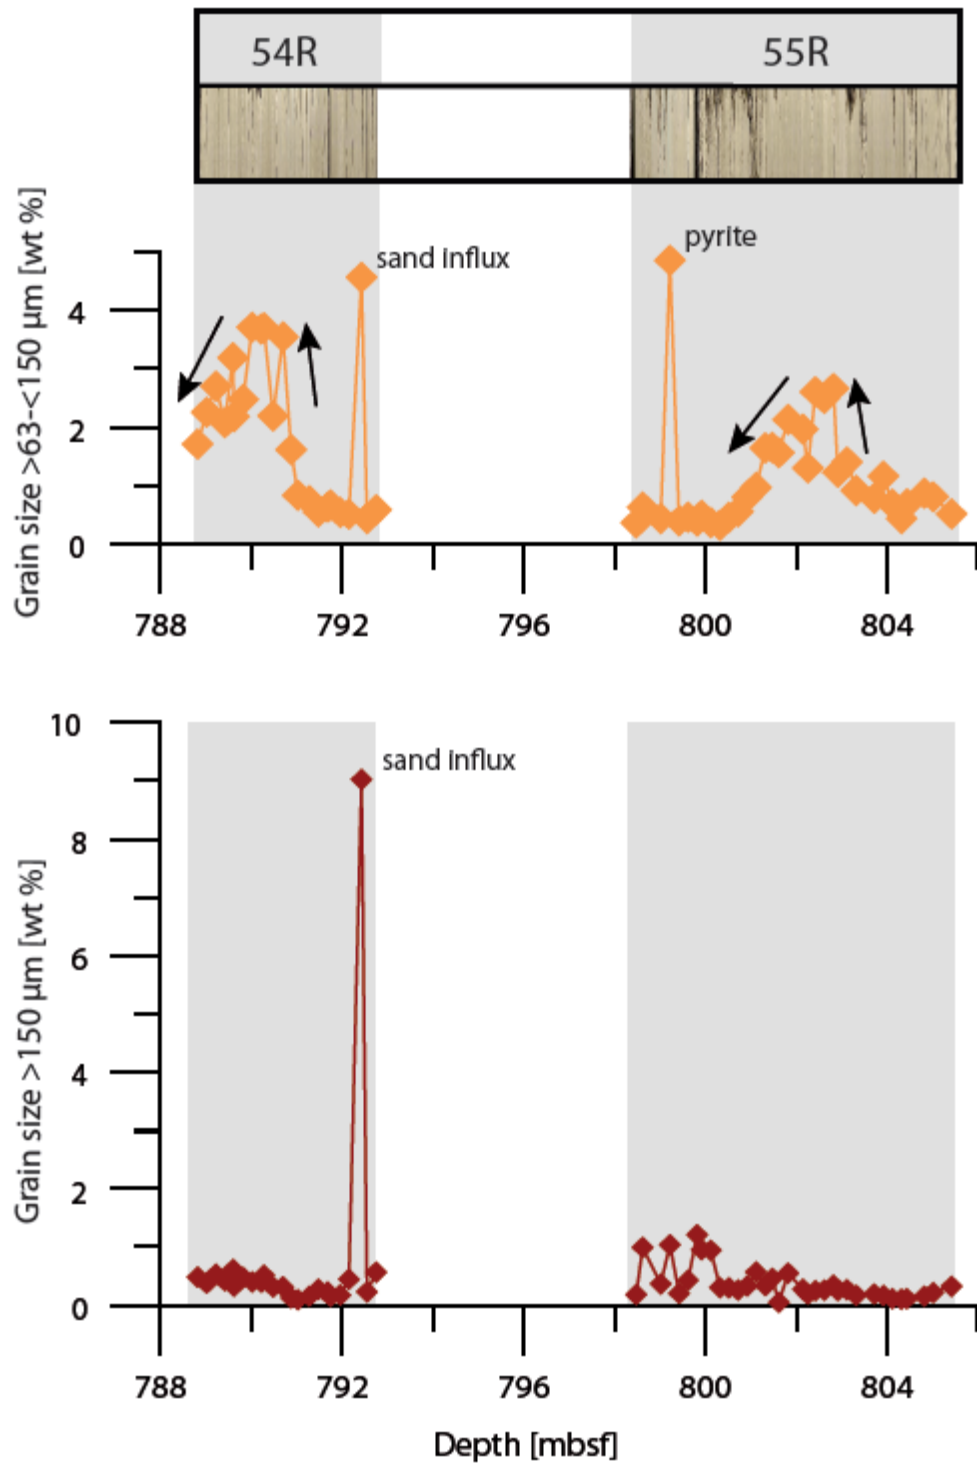 54R
55R
Grain size >63-<150 µm [wt %]
sand influx
pyrite
4
2
0
788
792
796
800
804
Grain size >150 µm [wt %]
10
sand influx
8
6
4
2
0
788
792
796
800
804
Depth [mbsf]